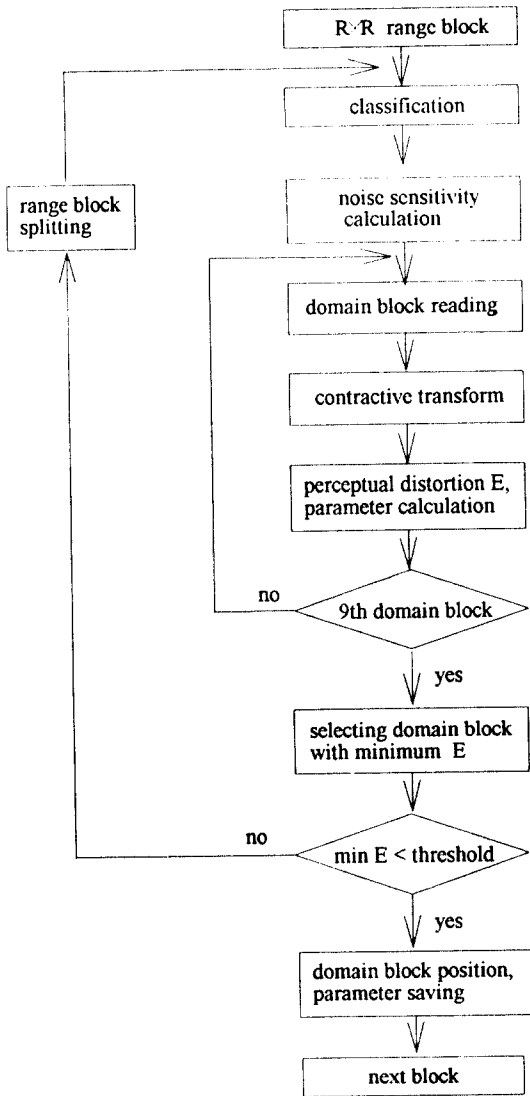 R×R range block
classification
range block
splitting
noise sensitivity
calculation
domain block reading
contractive transform
perceptual distortion E,
parameter calculation
no
9th domain block
yes
selecting domain block
with minimum E
no
min E < threshold
yes
domain block position,
parameter saving
next block